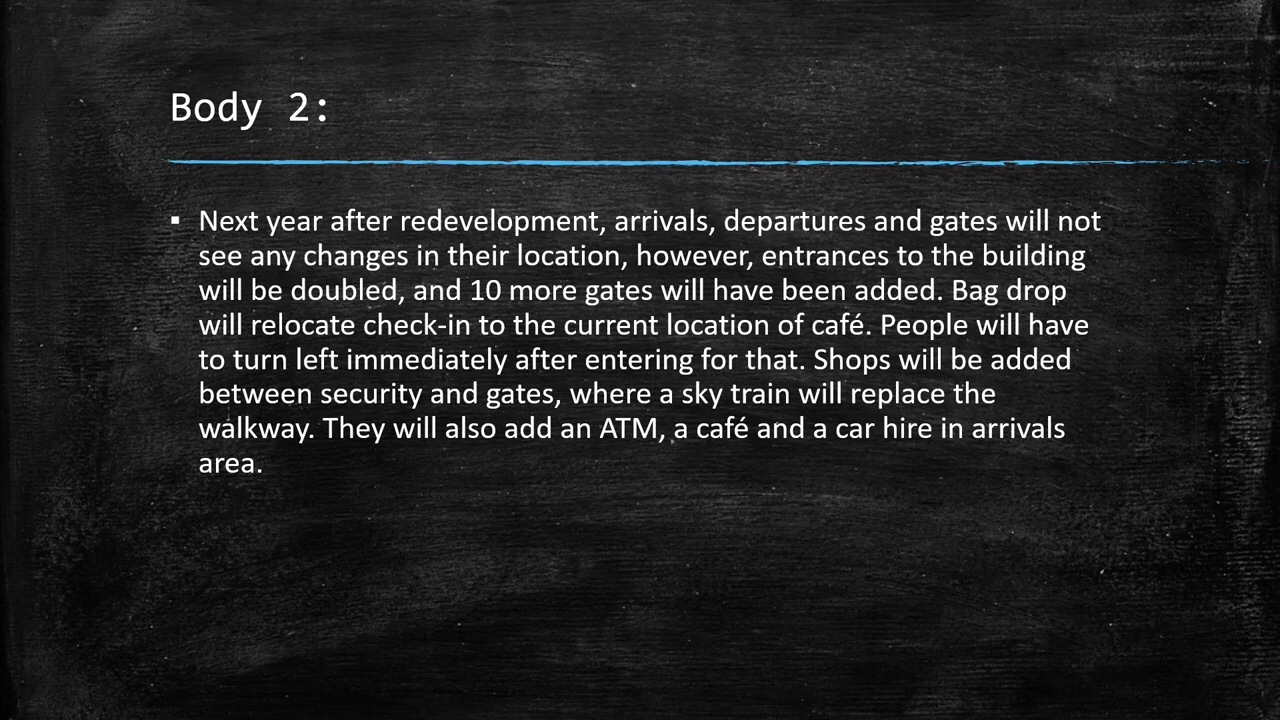 Body 2:
▪ Next year after redevelopment, arrivals, departures and gates will not
see any changes in their location, however, entrances to the building
will be doubled, and 10 more gates will have been added. Bag drop
will relocate check-in to the current location of café. People will have
to turn left immediately after entering for that. Shops will be added
between security and gates, where a sky train will replace the
walkway. They will also add an ATM, a café and a car hire in arrivals
area.